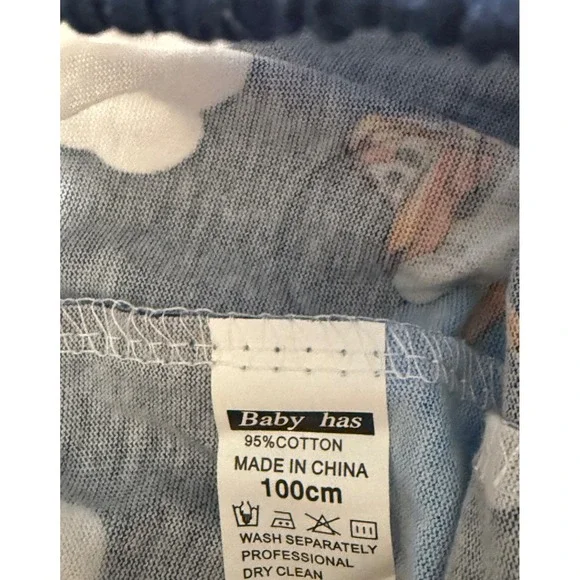 Baby has
95%COTTON
MADE IN CHINA
100cm
WASH SEPARATELY
PROFESSIONAL
DRY CLEAN